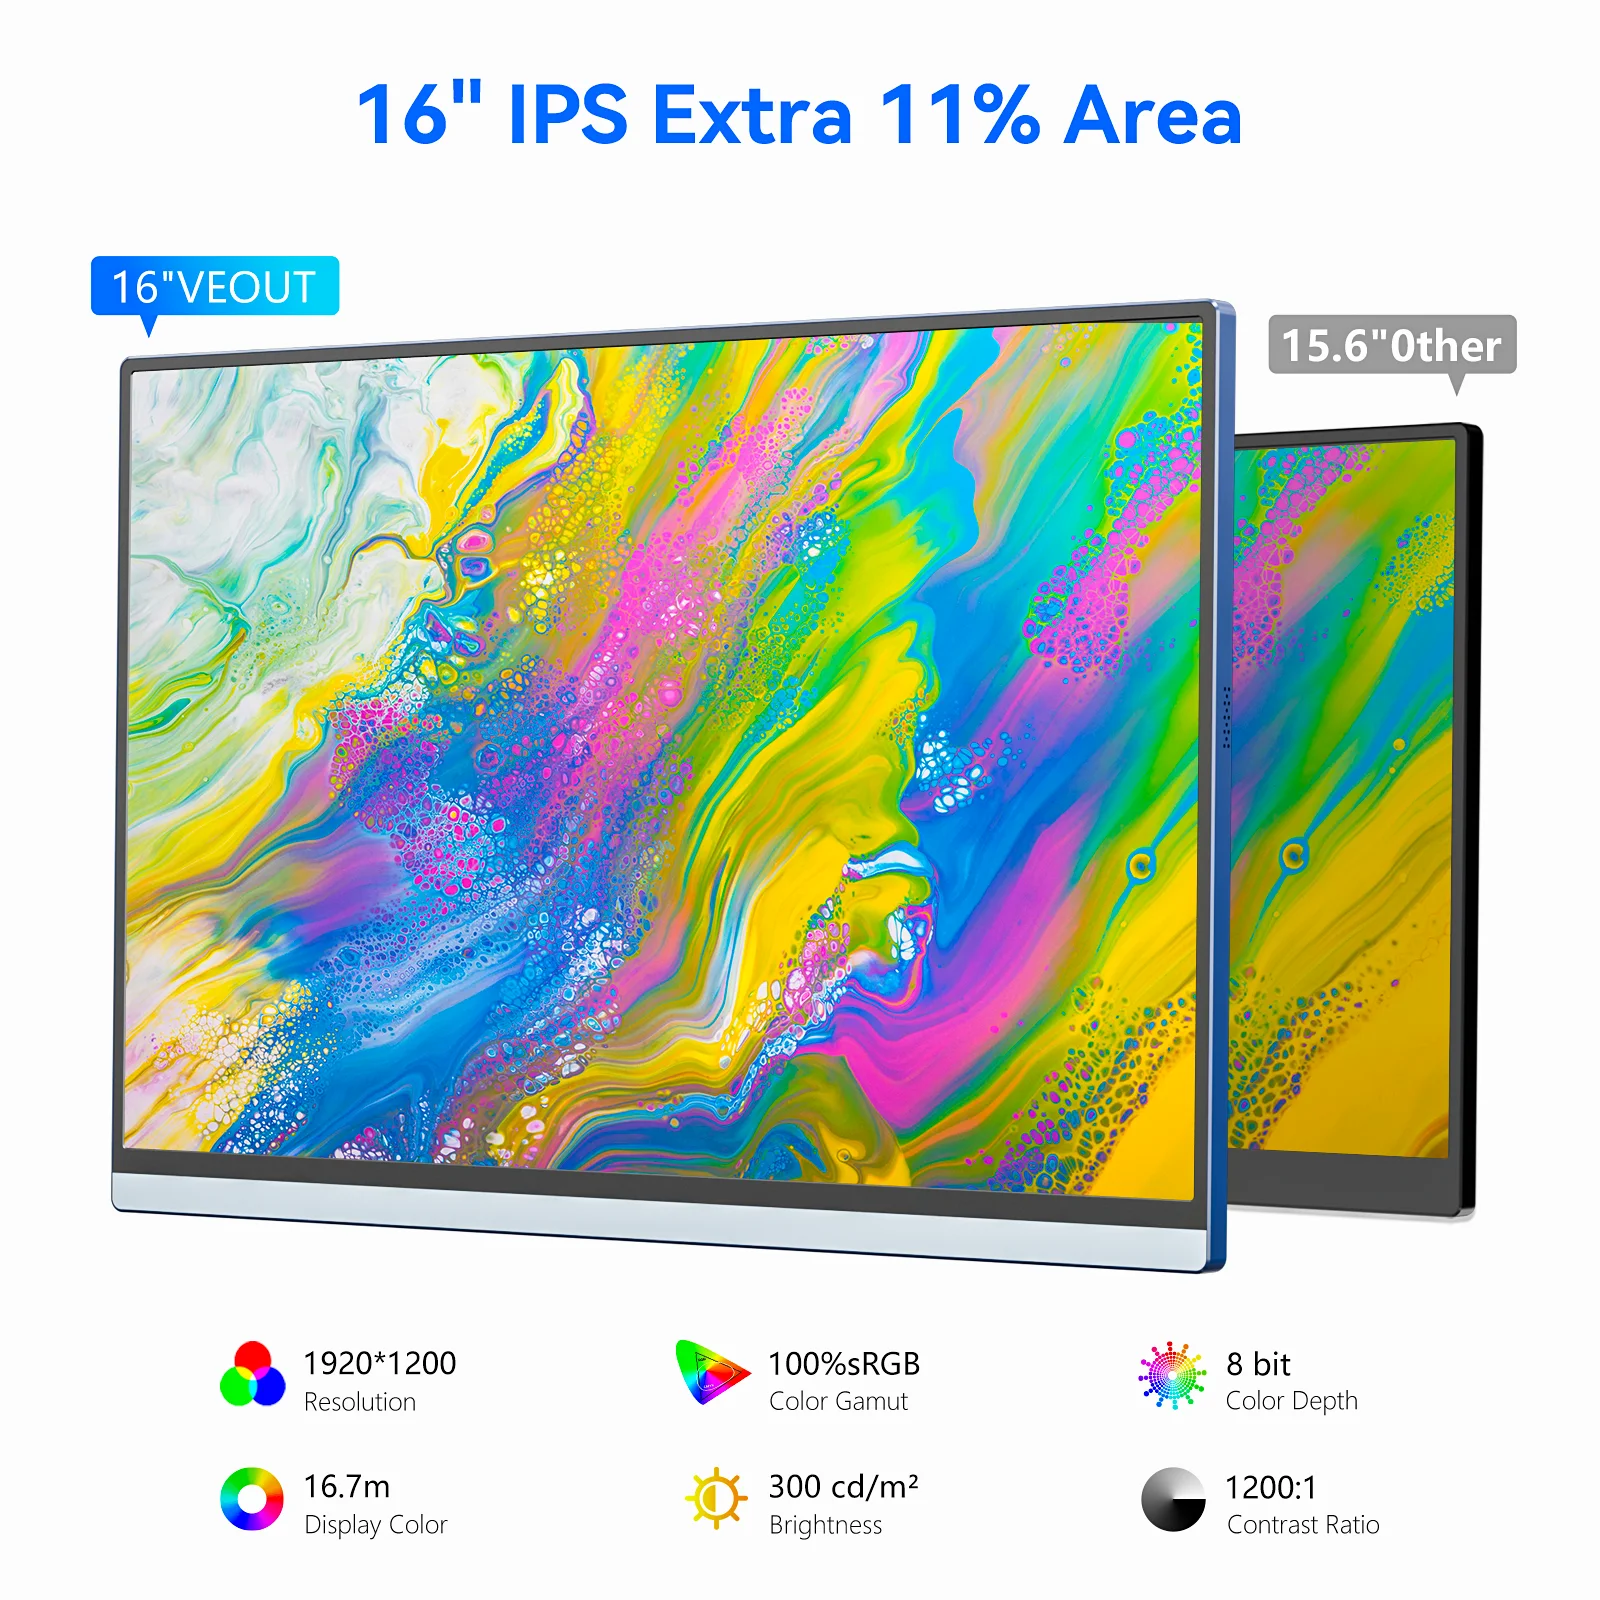 16" IPS Extra 11% Area
16"VEOUT
15.6"0ther
1920*1200
Resolution
100%sRGB
Color Gamut
8 bit
Color Depth
16.7m
Display Color
300 cd/m²
Brightness
1200:1
Contrast Ratio